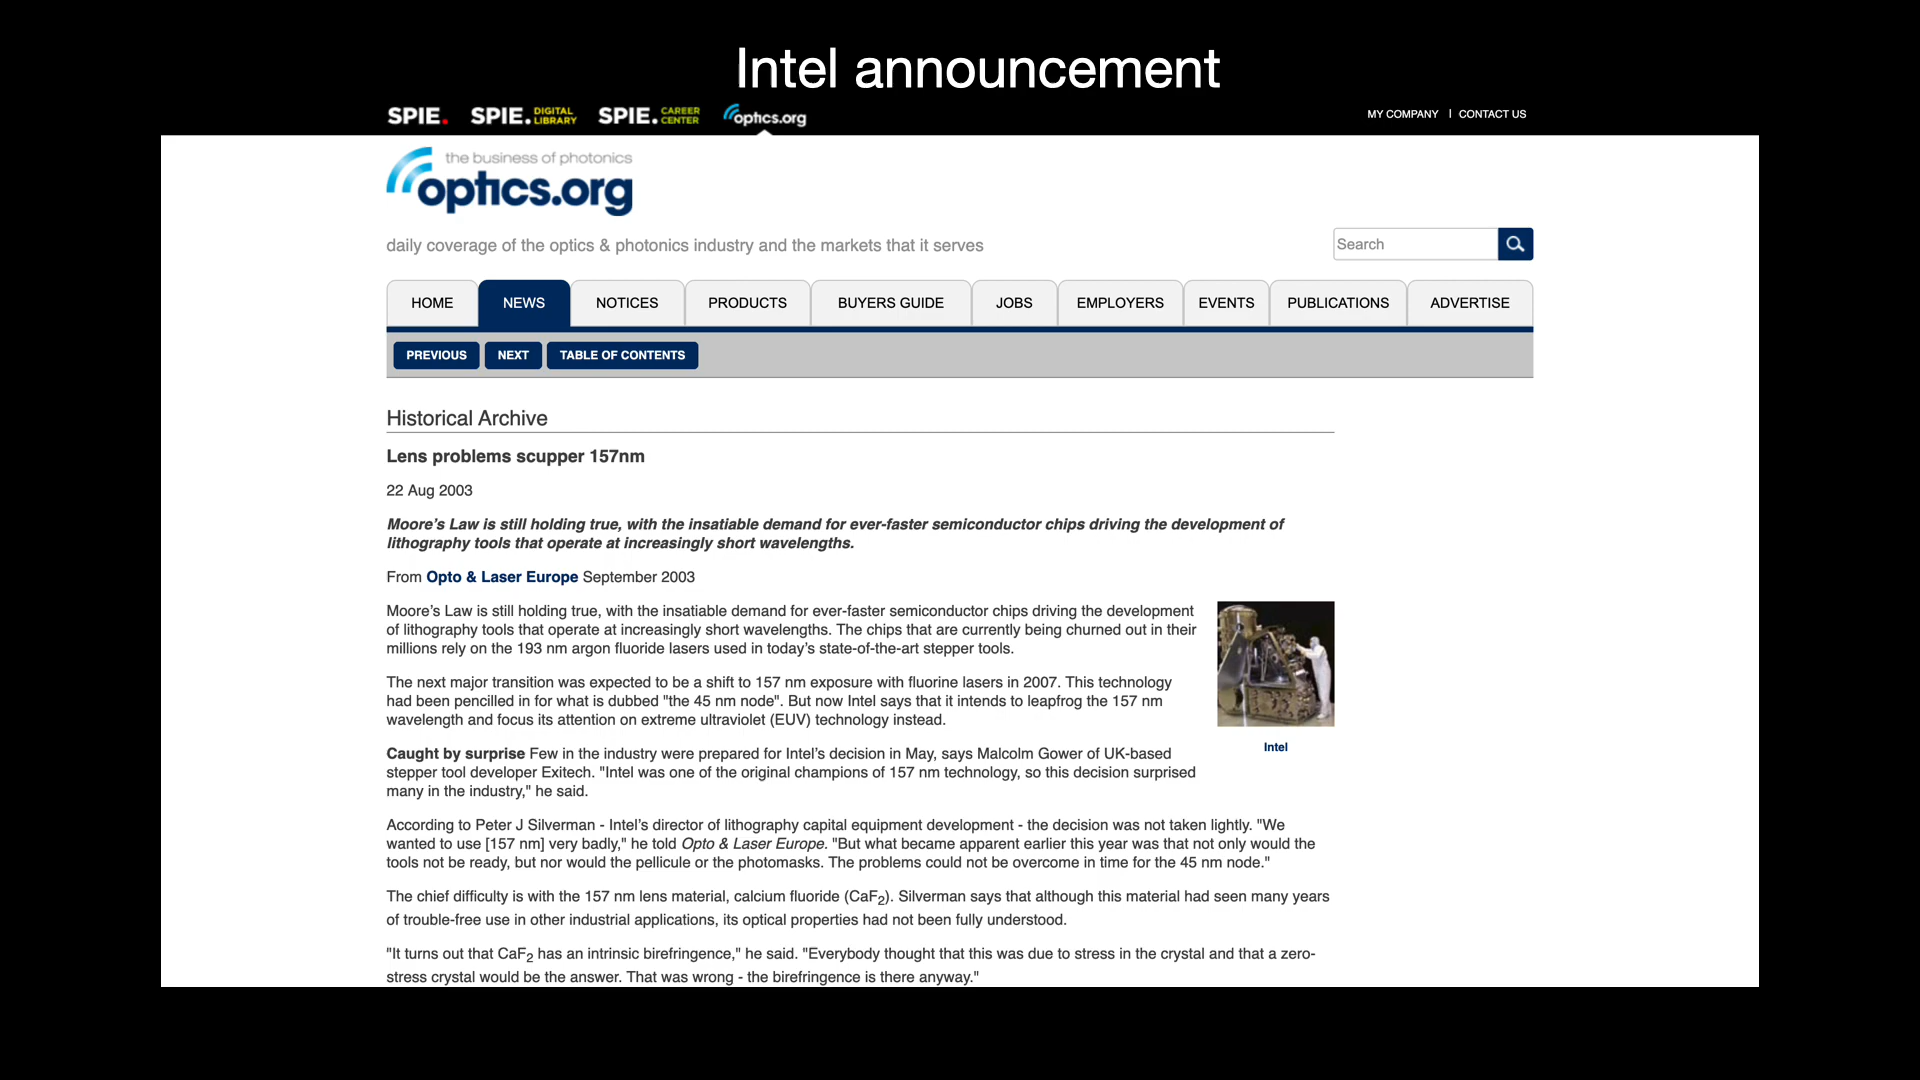 Intel announcement
SPIE. SPIE. DIGITAL LIBRARY SPIE. CAREER CENTER optics.org MY COMPANY | CONTACT US
the business of photonics
optics.org
daily coverage of the optics & photonics industry and the markets that it serves
Search
HOME NEWS NOTICES PRODUCTS BUYERS GUIDE JOBS EMPLOYERS EVENTS PUBLICATIONS ADVERTISE
PREVIOUS NEXT TABLE OF CONTENTS
Historical Archive
Lens problems scupper 157nm
22 Aug 2003
Moore's Law is still holding true, with the insatiable demand for ever-faster semiconductor chips driving the development of
lithography tools that operate at increasingly short wavelengths.
From Opto & Laser Europe September 2003
Moore's Law is still holding true, with the insatiable demand for ever-faster semiconductor chips driving the development
of lithography tools that operate at increasingly short wavelengths. The chips that are currently being churned out in their
millions rely on the 193 nm argon fluoride lasers used in today's state-of-the-art stepper tools.
The next major transition was expected to be a shift to 157 nm exposure with fluorine lasers in 2007. This technology
had been pencilled in for what is dubbed "the 45 nm node". But now Intel says that it intends to leapfrog the 157 nm
wavelength and focus its attention on extreme ultraviolet (EUV) technology instead.
Intel
Caught by surprise Few in the industry were prepared for Intel's decision in May, says Malcolm Gower of UK-based
stepper tool developer Exitech. "Intel was one of the original champions of 157 nm technology, so this decision surprised
many in the industry," he said.
According to Peter J Silverman - Intel's director of lithography capital equipment development - the decision was not taken lightly. "We
wanted to use [157 nm] very badly," he told Opto & Laser Europe. "But what became apparent earlier this year was that not only would the
tools not be ready, but nor would the pellicule or the photomasks. The problems could not be overcome in time for the 45 nm node."
The chief difficulty is with the 157 nm lens material, calcium fluoride (CaF2). Silverman says that although this material had seen many years
of trouble-free use in other industrial applications, its optical properties had not been fully understood.
"It turns out that CaF2 has an intrinsic birefringence," he said. "Everybody thought that this was due to stress in the crystal and that a zero-
stress crystal would be the answer. That was wrong - the birefringence is there anyway."